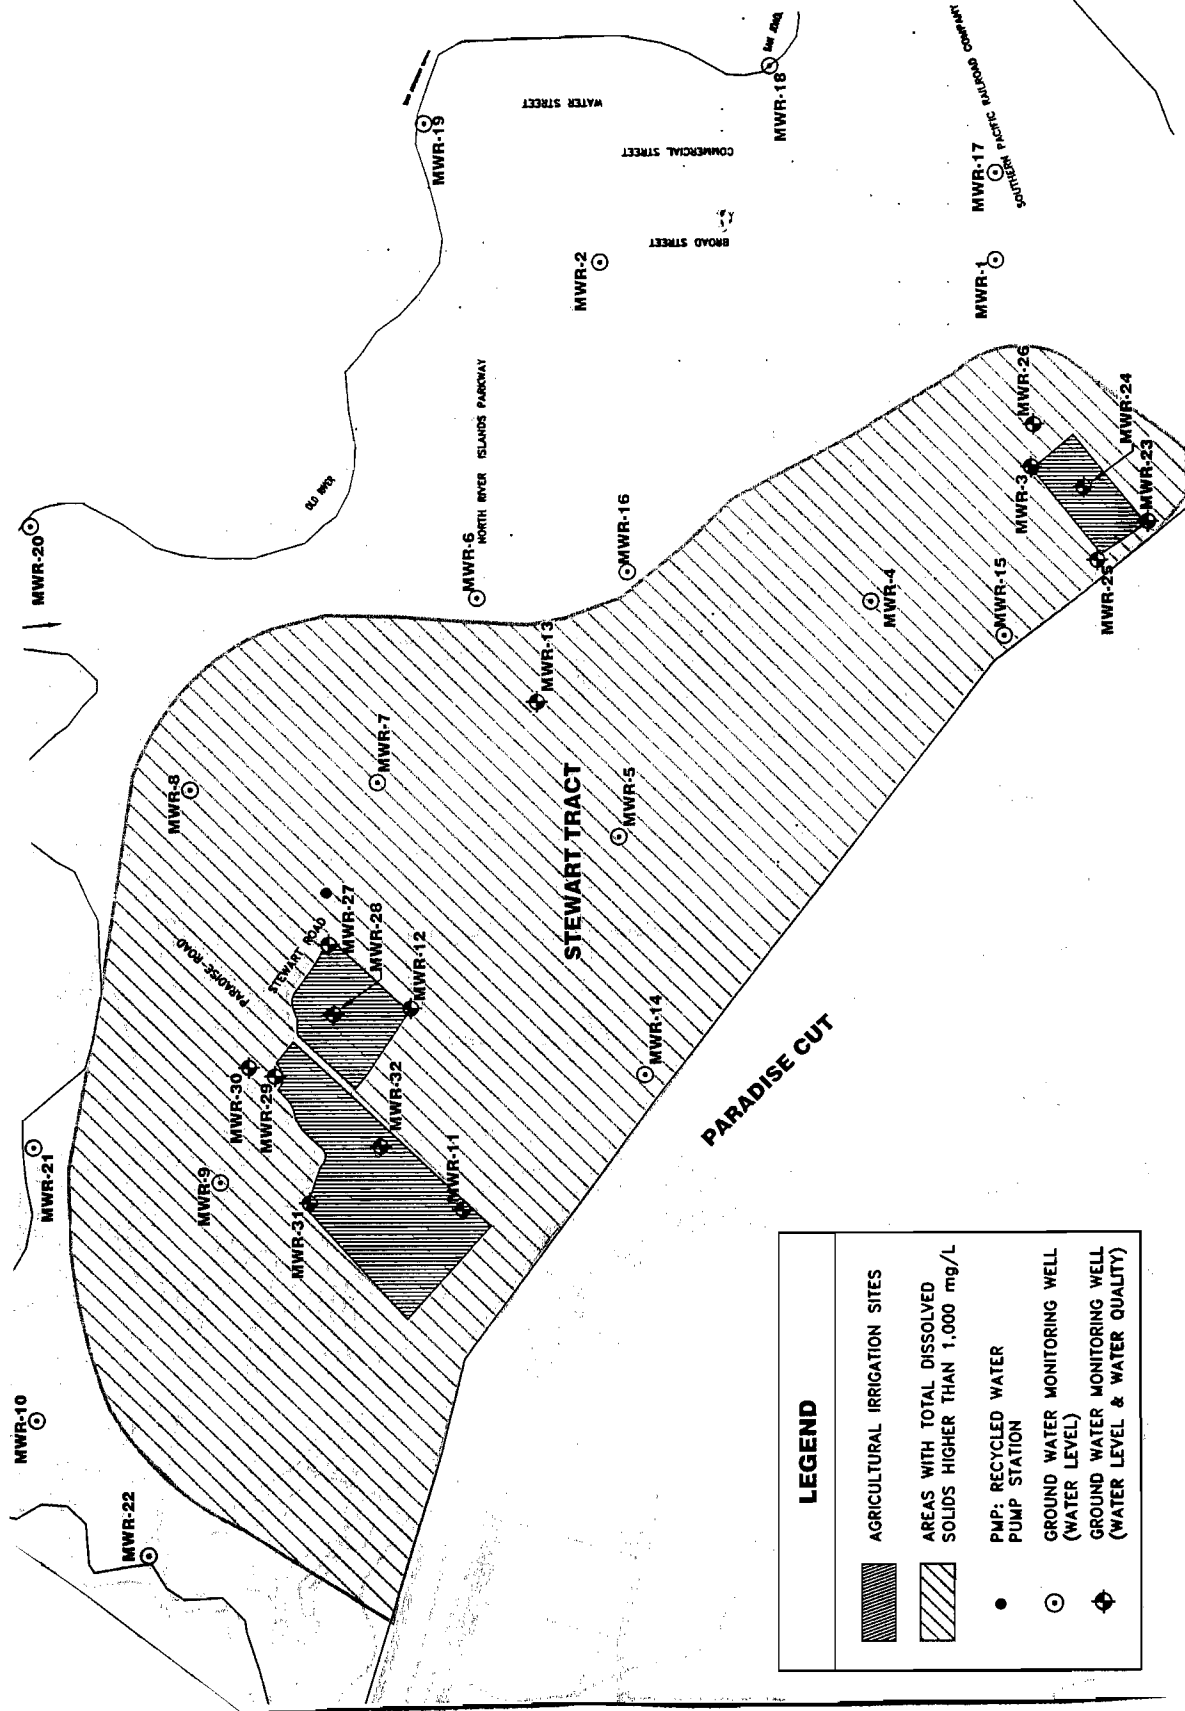 MWR-20
MWR-19
MWR-18
MWR-17
MWR-10
MWR-22
MWR-21
MWR-9
MWR-8
MWR-7
MWR-6
MWR-2
MWR-1
MWR-16
MWR-13
MWR-5
MWR-4
MWR-15
MWR-14
MWR-3
MWR-26
MWR-24
MWR-23
MWR-25
MWR-27
MWR-28
MWR-12
MWR-30
MWR-29
MWR-32
MWR-31
MWR-11
OLD RIVER
NORTH RIVER ISLANDS PARKWAY
WATER STREET
COMMERCIAL STREET
BROAD STREET
SOUTHERN PACIFIC RAILROAD COMPANY
PARADISE ROAD
STEWART ROAD
STEWART TRACT
PARADISE CUT
LEGEND
AGRICULTURAL IRRIGATION SITES
AREAS WITH TOTAL DISSOLVED
SOLIDS HIGHER THAN 1,000 mg/L
PMP: RECYCLED WATER
PUMP STATION
GROUND WATER MONITORING WELL
(WATER LEVEL)
GROUND WATER MONITORING WELL
(WATER LEVEL & WATER QUALITY)